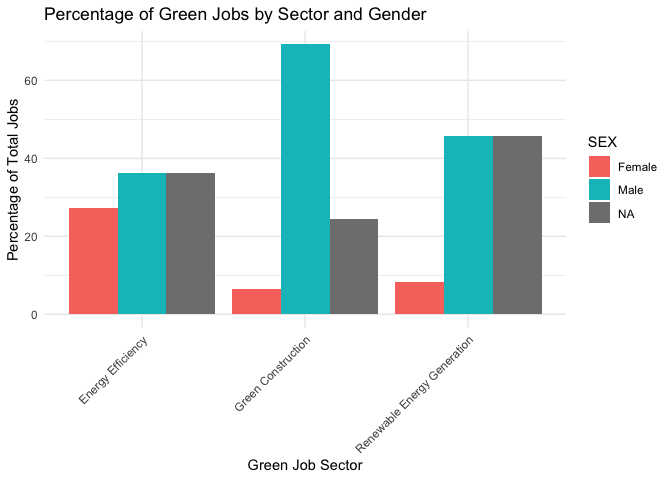 Percentage of Green Jobs by Sector and Gender
Percentage of Total Jobs
60
40
20
0
Energy Efficiency
Green Construction
Renewable Energy Generation
Green Job Sector
SEX
Female
Male
NA